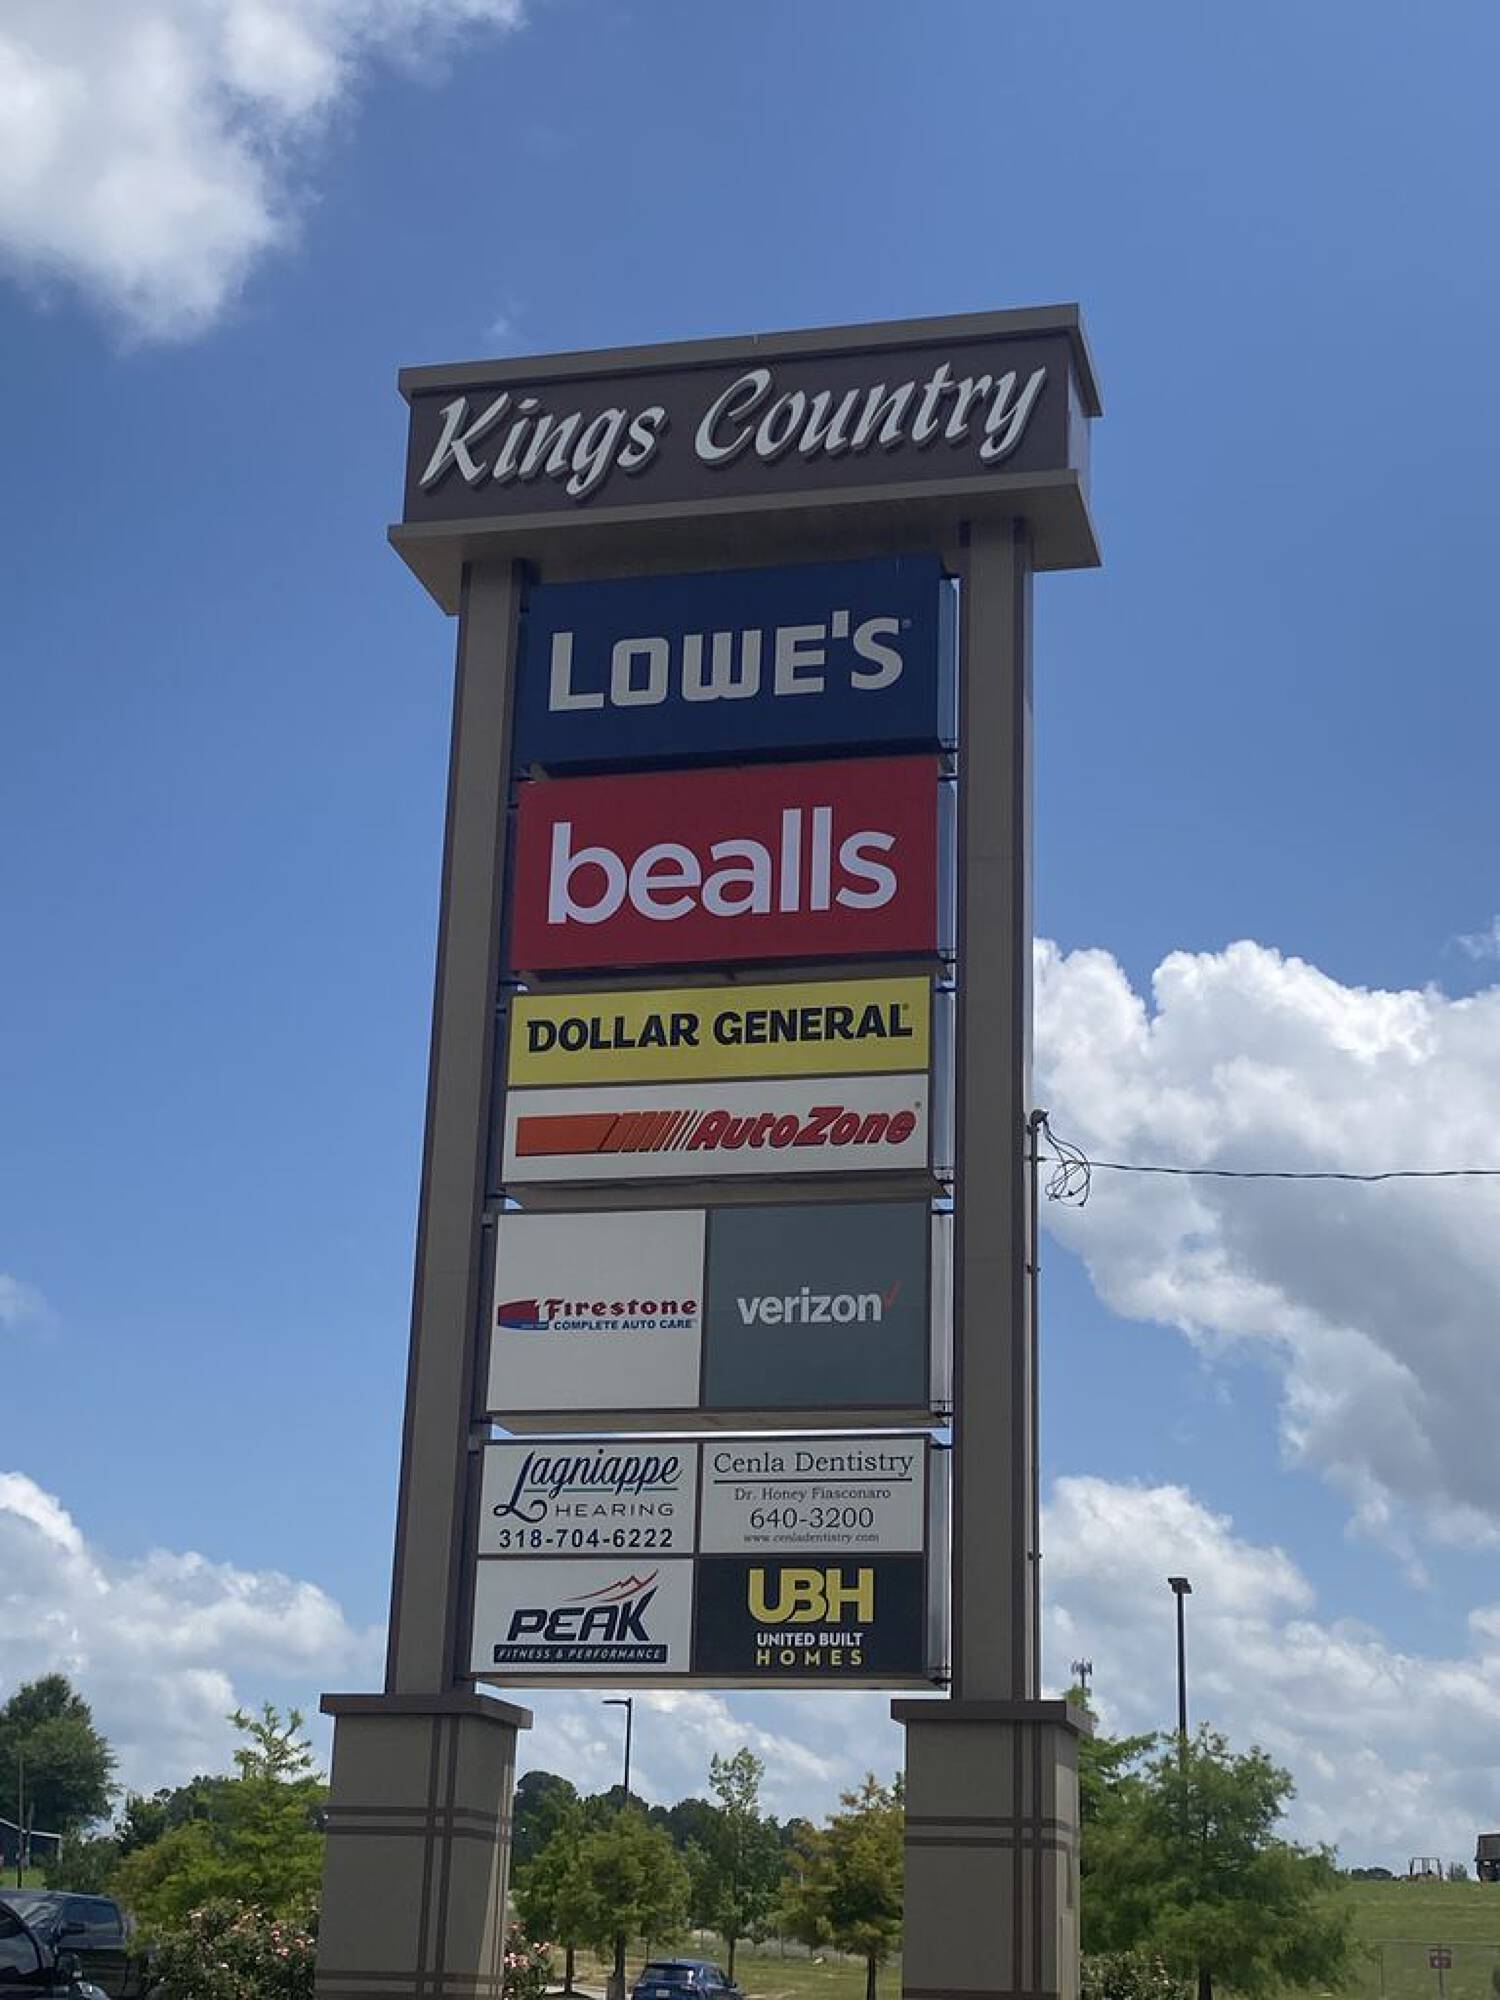 Kings Country
LOWE'S®
bealls
DOLLAR GENERAL®
AutoZone®
Firestone
COMPLETE AUTO CARE
verizon
Lagniappe
HEARING
318-704-6222
Cenla Dentistry
Dr. Honey Fiasconaro
640-3200
www.cenladentistry.com
PEAK
FITNESS & PERFORMANCE
UBH
UNITED BUILT
HOMES